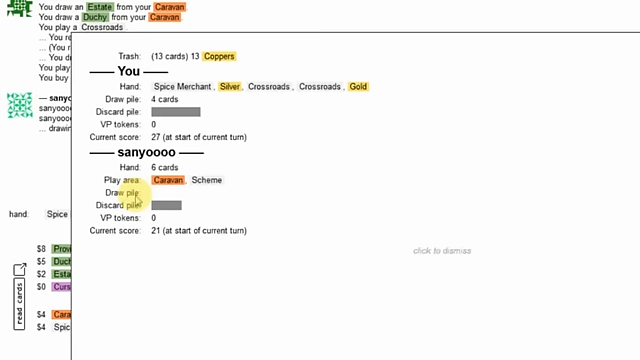 You draw an Estate from your Caravan.
You draw a Duchy from your Caravan.
You play a Crossroads.
... You re
... (You r
... You dr
You play
You buy
Trash: (13 cards) 13 Coppers
— You —
Hand: Spice Merchant, Silver, Crossroads, Crossroads, Gold
Draw pile: 4 cards
Discard pile:
VP tokens: 0
Current score: 27 (at start of current turn)
— sanyoooo —
Hand: 6 cards
Play area: Caravan, Scheme
Draw pile:
Discard pile:
VP tokens: 0
Current score: 21 (at start of current turn)
— sanyo
sanyooo
sanyooo
... drawin
hand: Spice
$8 Provi
$5 Duch
$2 Esta
$0 Curs
$4 Cara
$4 Spic
read cards
click to dismiss